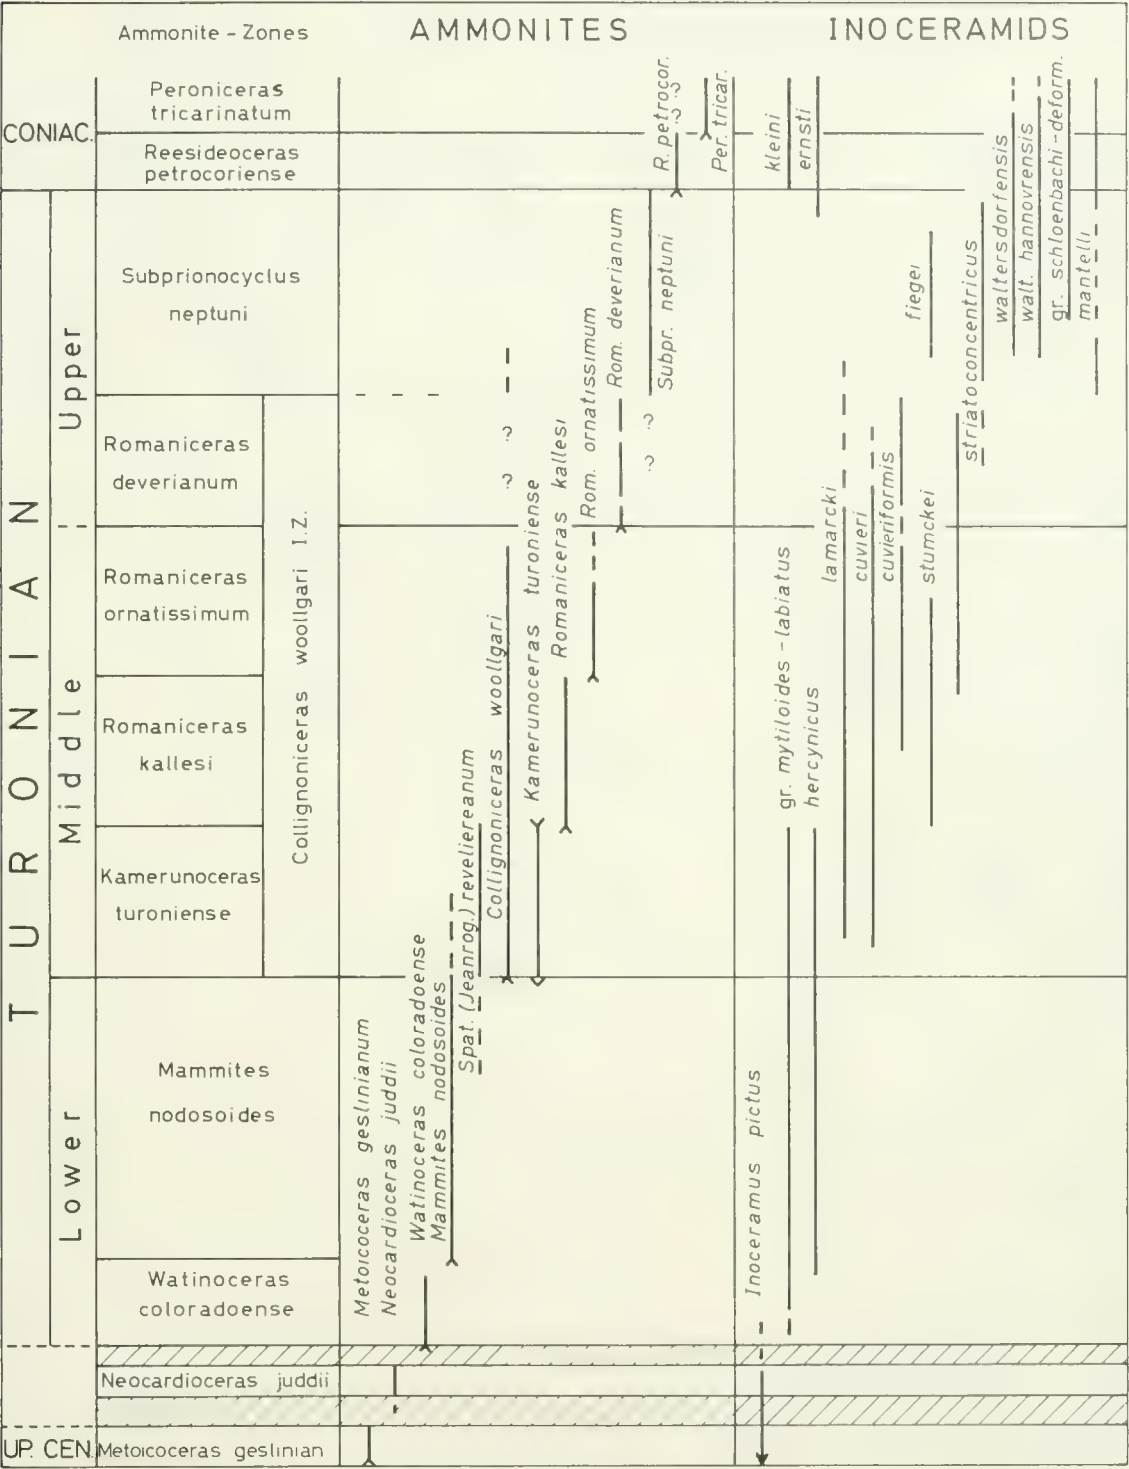 Ammonite – Zones
AMMONITES
INOCERAMIDS
CONIAC.
Peroniceras
tricarinatum
Reesideoceras
petrocoriense
TURONIAN
Upper
Middle
Lower
Subprionocyclus
neptuni
Romaniceras
deverianum
Romaniceras
ornatissimum
Romaniceras
kallesi
Kamerunoceras
turoniense
Collignoniceras woollgari I.Z.
Mammites
nodosoides
Watinoceras
coloradoense
Neocardioceras juddii
UP. CEN.
Metoicoceras geslinian
Metoicoceras geslinianum
Neocardioceras juddii
Watinoceras coloradoense
Mammites nodosoides
Spat. (Jeanrog.) reveliereanum
Collignoniceras woollgari
? ?
Kamerunoceras turoniense
Romaniceras kallesi
Rom. ornatissimum
Rom. deverianum
Subpr. neptuni
? ?
R. petrocor.
? ?
Per. tricar.
Inoceramus pictus
gr. mytiloides – labiatus
hercynicus
kleini
ernsti
lamarcki
cuvieri
cuvieriformis
stumckei
fiegei
striatoconcentricus
waltersdorfensis
walt. hannovrensis
gr. schloenbachi – deform.
mantelli